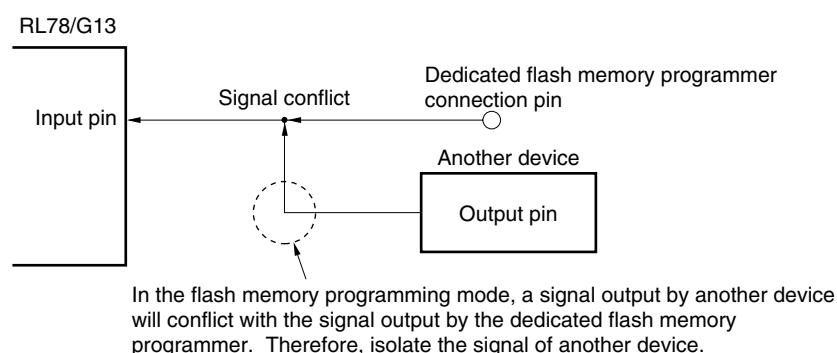 RL78/G13
Dedicated flash memory programmer
connection pin
Signal conflict
Input pin
Another device
Output pin
In the flash memory programming mode, a signal output by another device
will conflict with the signal output by the dedicated flash memory
programmer.  Therefore, isolate the signal of another device.